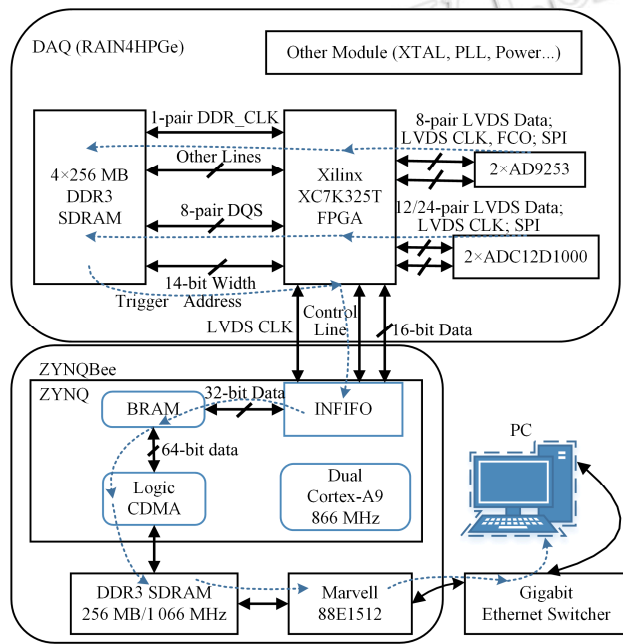 DAQ (RAIN4HPGe)
Other Module (XTAL, PLL, Power...)
1-pair DDR_CLK
8-pair LVDS Data;
LVDS CLK, FCO; SPI
Other Lines
4×256 MB
DDR3
SDRAM
Xilinx
XC7K325T
FPGA
2×AD9253
8-pair DQS
12/24-pair LVDS Data;
LVDS CLK; SPI
2×ADC12D1000
14-bit Width
Address
Trigger
LVDS CLK
Control
Line
16-bit Data
ZYNQBee
ZYNQ
32-bit Data
BRAM
INFIFO
PC
64-bit data
Logic
CDMA
Dual
Cortex-A9
866 MHz
DDR3 SDRAM
256 MB/1 066 MHz
Marvell
88E1512
Gigabit
Ethernet Switcher